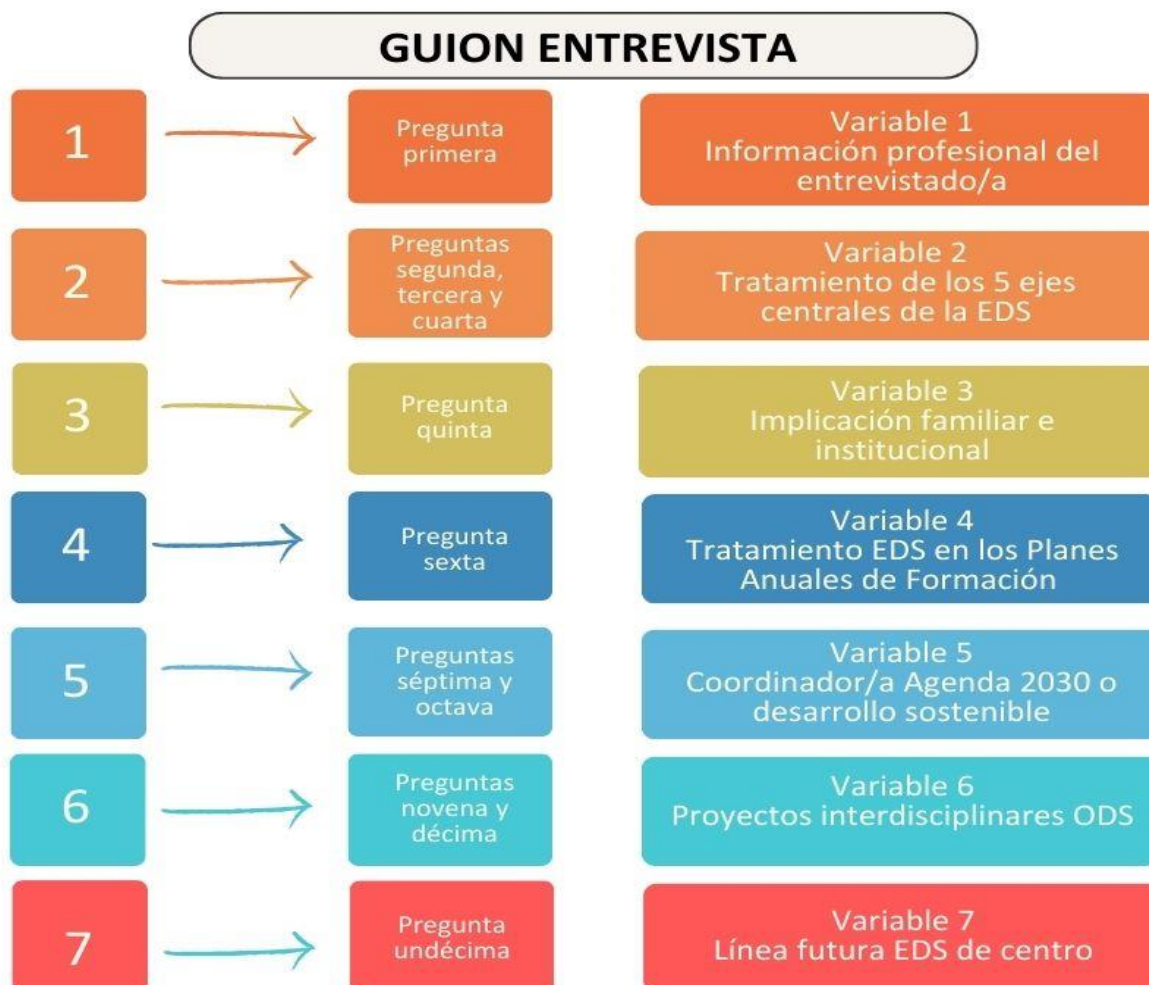 GUION ENTREVISTA
1
Pregunta
primera
Variable 1
Información profesional del
entrevistado/a
2
Preguntas
segunda,
tercera y
cuarta
Variable 2
Tratamiento de los 5 ejes
centrales de la EDS
3
Pregunta
quinta
Variable 3
Implicación familiar e
institucional
4
Pregunta
sexta
Variable 4
Tratamiento EDS en los Planes
Anuales de Formación
5
Preguntas
séptima y
octava
Variable 5
Coordinador/a Agenda 2030 o
desarrollo sostenible
6
Preguntas
novena y
décima
Variable 6
Proyectos interdisciplinares ODS
7
Pregunta
undécima
Variable 7
Línea futura EDS de centro